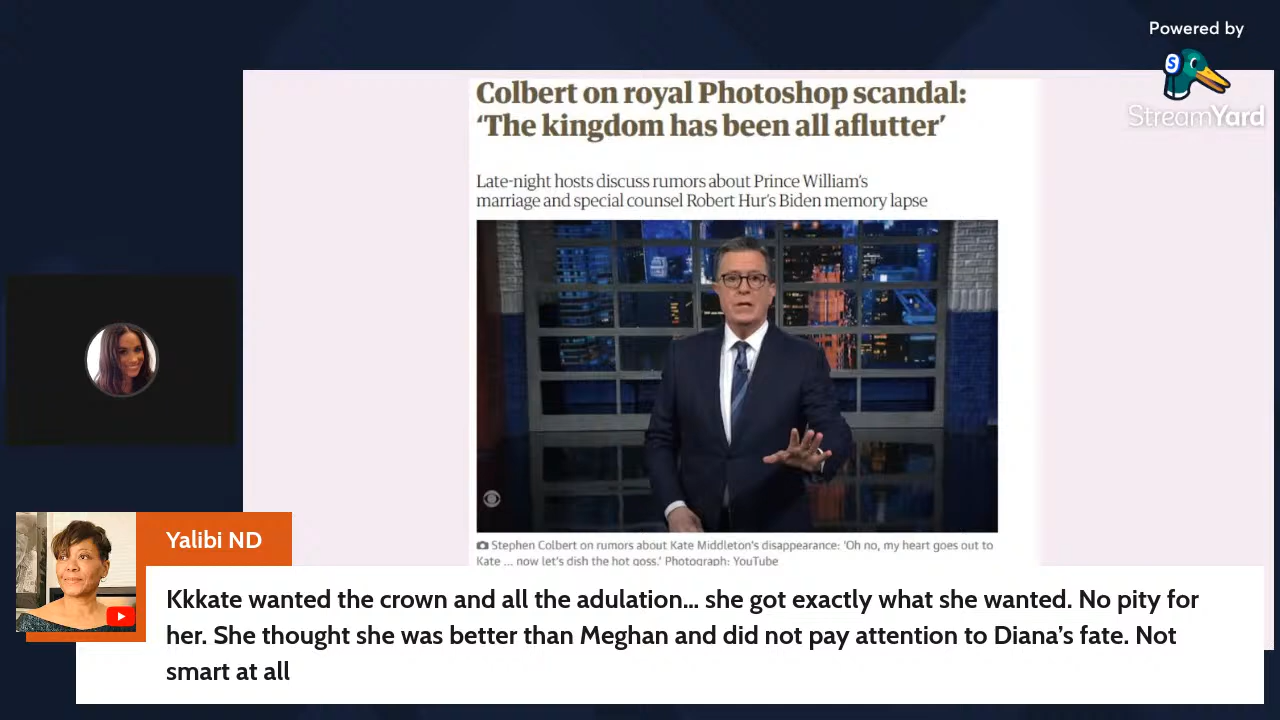 Powered by
StreamYard
Colbert on royal Photoshop scandal:
‘The kingdom has been all aflutter’
Late-night hosts discuss rumors about Prince William’s
marriage and special counsel Robert Hur’s Biden memory lapse
Stephen Colbert on rumors about Kate Middleton’s disappearance: ‘Oh no, my heart goes out to
Kate ... now let’s dish the hot goss.’ Photograph: YouTube
Yalibi ND
Kkkate wanted the crown and all the adulation... she got exactly what she wanted. No pity for
her. She thought she was better than Meghan and did not pay attention to Diana’s fate. Not
smart at all